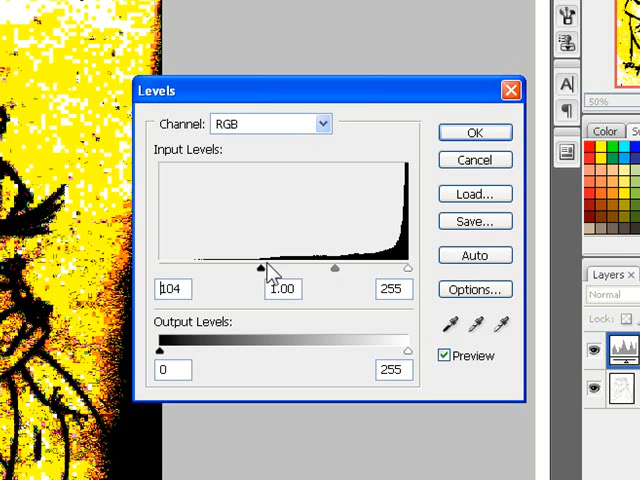 Levels
Channel: RGB
Input Levels:
104 1.00 255
Output Levels:
0 255
OK
Cancel
Load...
Save...
Auto
Options...
Preview
A
50%
Color
Layers
Normal
Lock: